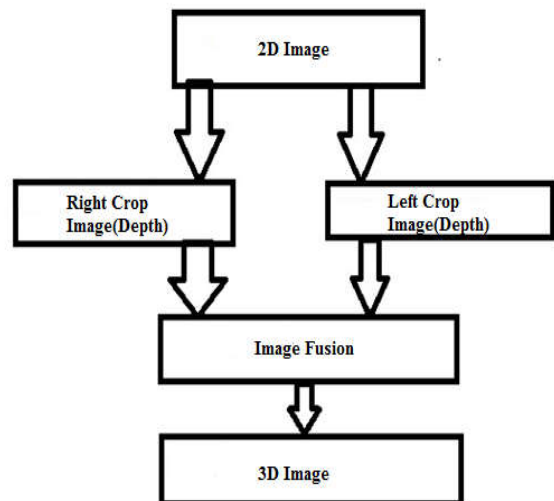 2D Image
Right Crop
Image(Depth)
Left Crop
Image(Depth)
Image Fusion
3D Image